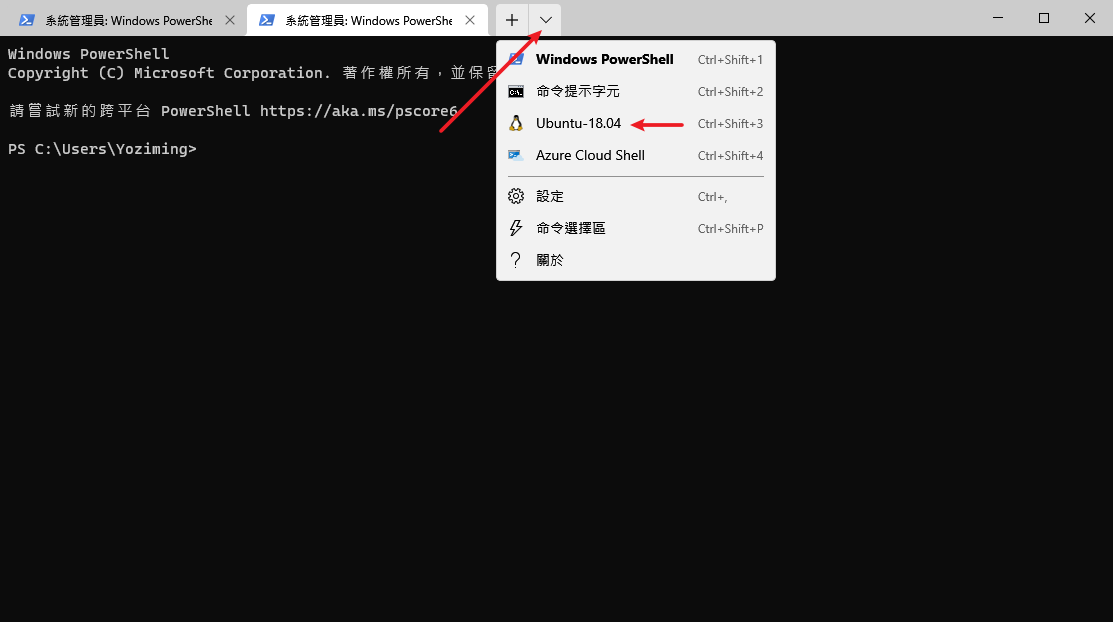 系統管理員: Windows PowerShe
系統管理員: Windows PowerShe
Windows PowerShell
Copyright (C) Microsoft Corporation. 著作權所有，並保留
請嘗試新的跨平台 PowerShell https://aka.ms/pscore6
PS C:\Users\Yoziming>
Windows PowerShell Ctrl+Shift+1
命令提示字元 Ctrl+Shift+2
Ubuntu-18.04 Ctrl+Shift+3
Azure Cloud Shell Ctrl+Shift+4
設定 Ctrl+,
命令選擇區 Ctrl+Shift+P
關於